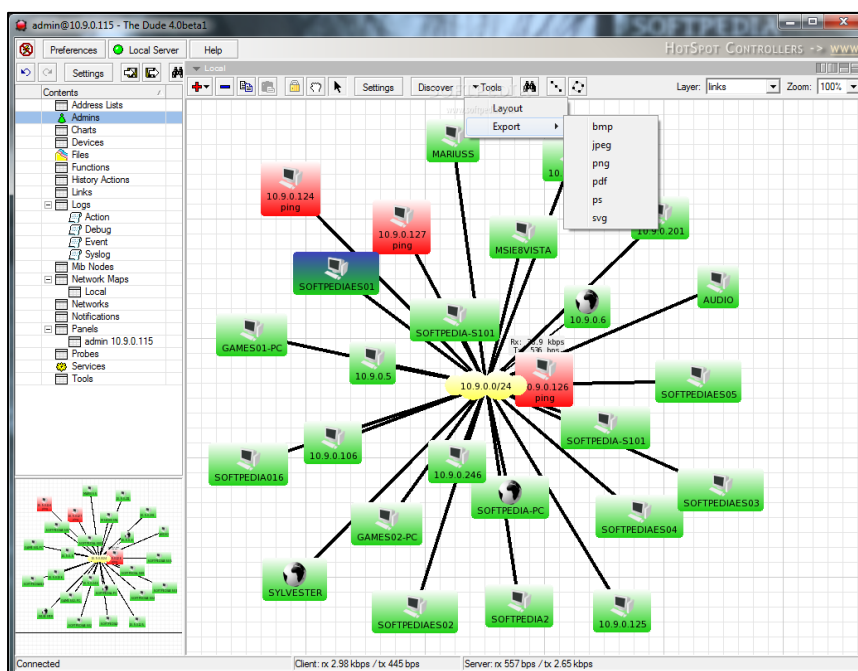 admin@10.9.0.115 - The Dude 4.0beta1
SOFTPEDIA
Preferences
Local Server
Help
HotSpot Controllers -> www
Settings
Local
Settings
Discover
Tools
Layer:
links
Zoom:
100%
Contents
Address Lists
Admins
Charts
Devices
Files
Functions
History Actions
Links
Logs
Action
Debug
Event
Syslog
Mib Nodes
Network Maps
Local
Networks
Notifications
Panels
admin 10.9.0.115
Probes
Services
Tools
Layout
Export
bmp
jpeg
png
pdf
ps
svg
MARIUSS
10.9.0.124
ping
10.9.0.127
ping
10.9.0.201
MSIE8VISTA
SOFTPEDIAES01
AUDIO
10.9.0.6
SOFTPEDIA-S101
GAMES01-PC
10.9.0.5
10.9.0.0/24
10.9.0.126
ping
SOFTPEDIAES05
SOFTPEDIA-S101
10.9.0.106
SOFTPEDIA016
10.9.0.246
SOFTPEDIAES03
SOFTPEDIA-PC
SOFTPEDIAES04
GAMES02-PC
SYLVESTER
SOFTPEDIAES02
SOFTPEDIA2
10.9.0.125
Connected
Client: rx 2.98 kbps / tx 445 bps
Server: rx 557 bps / tx 2.65 kbps